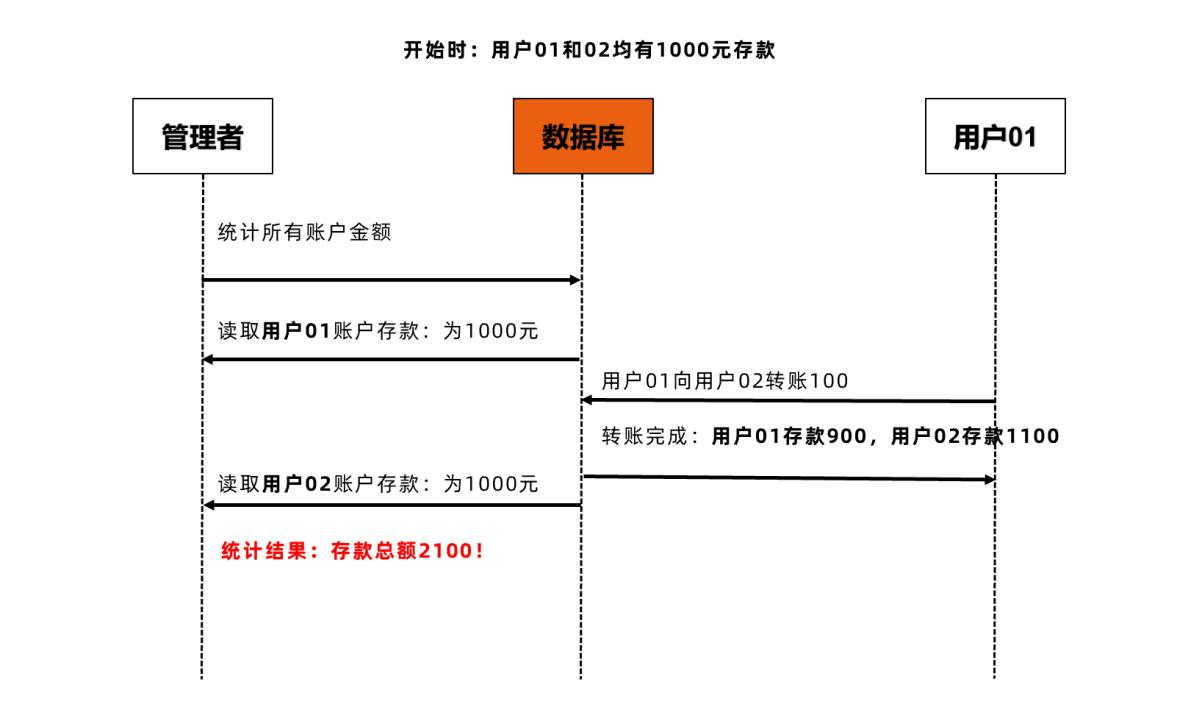 开始时：用户01和02均有1000元存款
管理者
数据库
用户01
统计所有账户金额
读取用户01账户存款：为1000元
用户01向用户02转账100
转账完成：用户01存款900，用户02存款1100
读取用户02账户存款：为1000元
统计结果：存款总额2100！